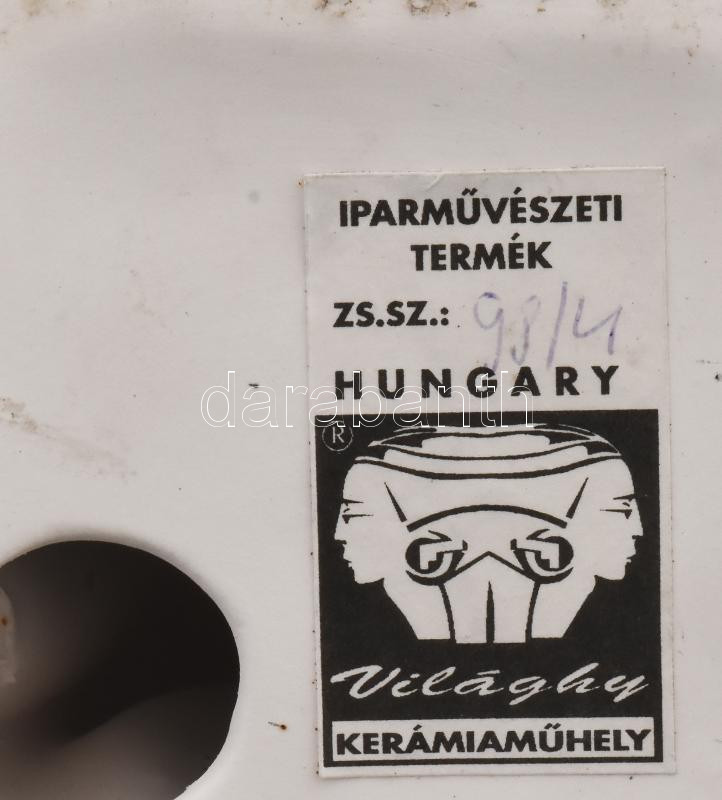 IPARMŰVÉSZETI
TERMÉK
ZS.SZ.: 98/4
HUNGARY
darabanth
®
Világhy
KERÁMIAMŰHELY